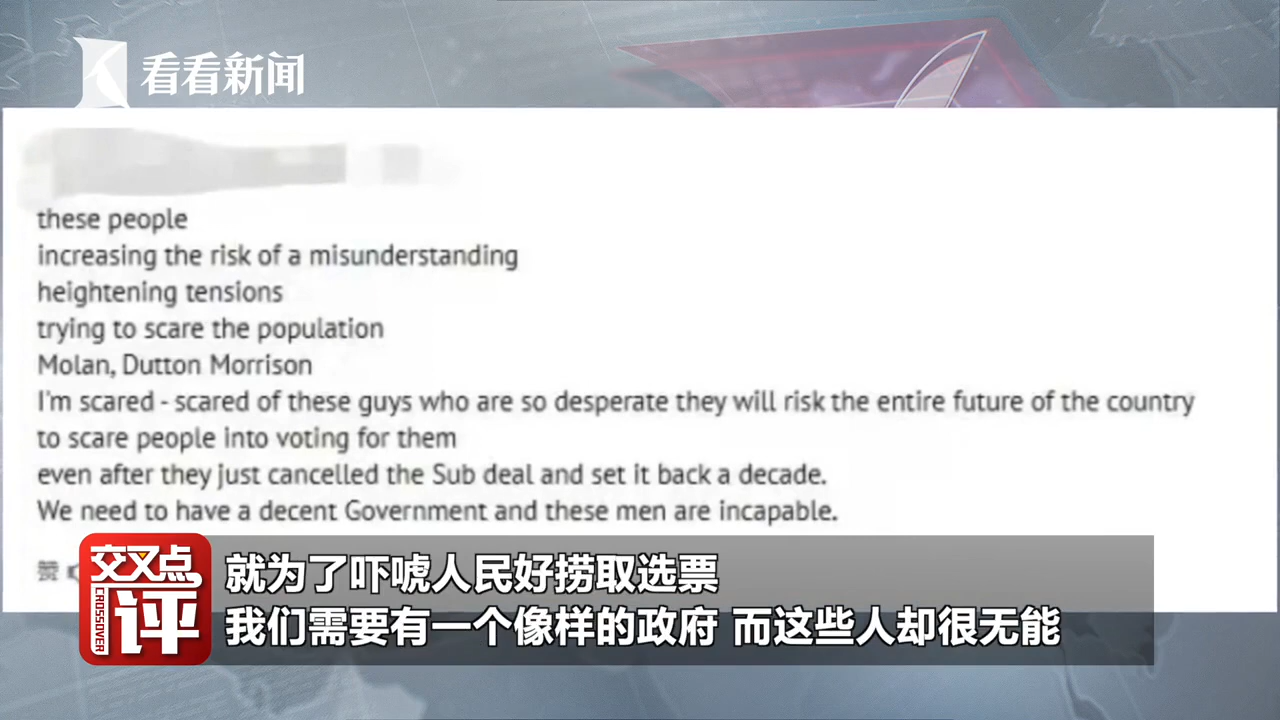 看看新闻
these people
increasing the risk of a misunderstanding
heightening tensions
trying to scare the population
Molan, Dutton Morrison
I'm scared - scared of these guys who are so desperate they will risk the entire future of the country
to scare people into voting for them
even after they just cancelled the Sub deal and set it back a decade.
We need to have a decent Government and these men are incapable.
赞
交叉点
CROSSOVER
评
就为了吓唬人民好捞取选票
我们需要有一个像样的政府 而这些人却很无能